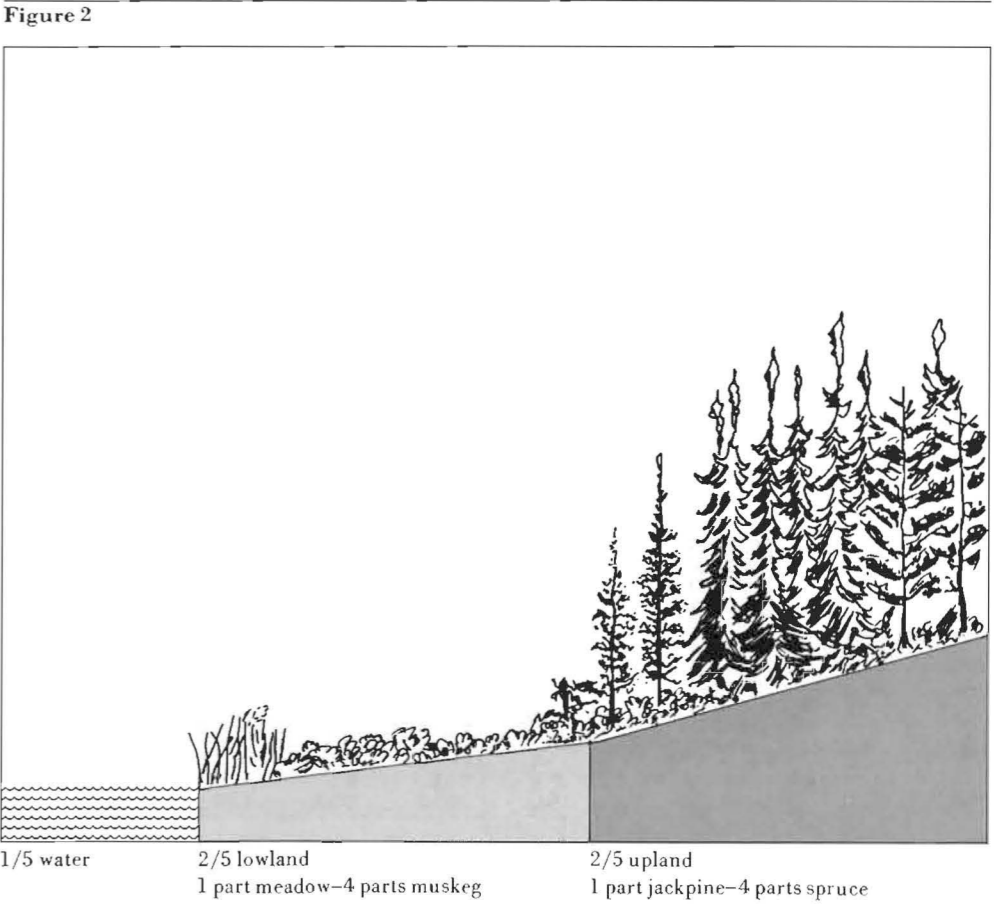 Figure 2
1/5 water
2/5 lowland
1 part meadow–4 parts muskeg
2/5 upland
1 part jackpine–4 parts spruce